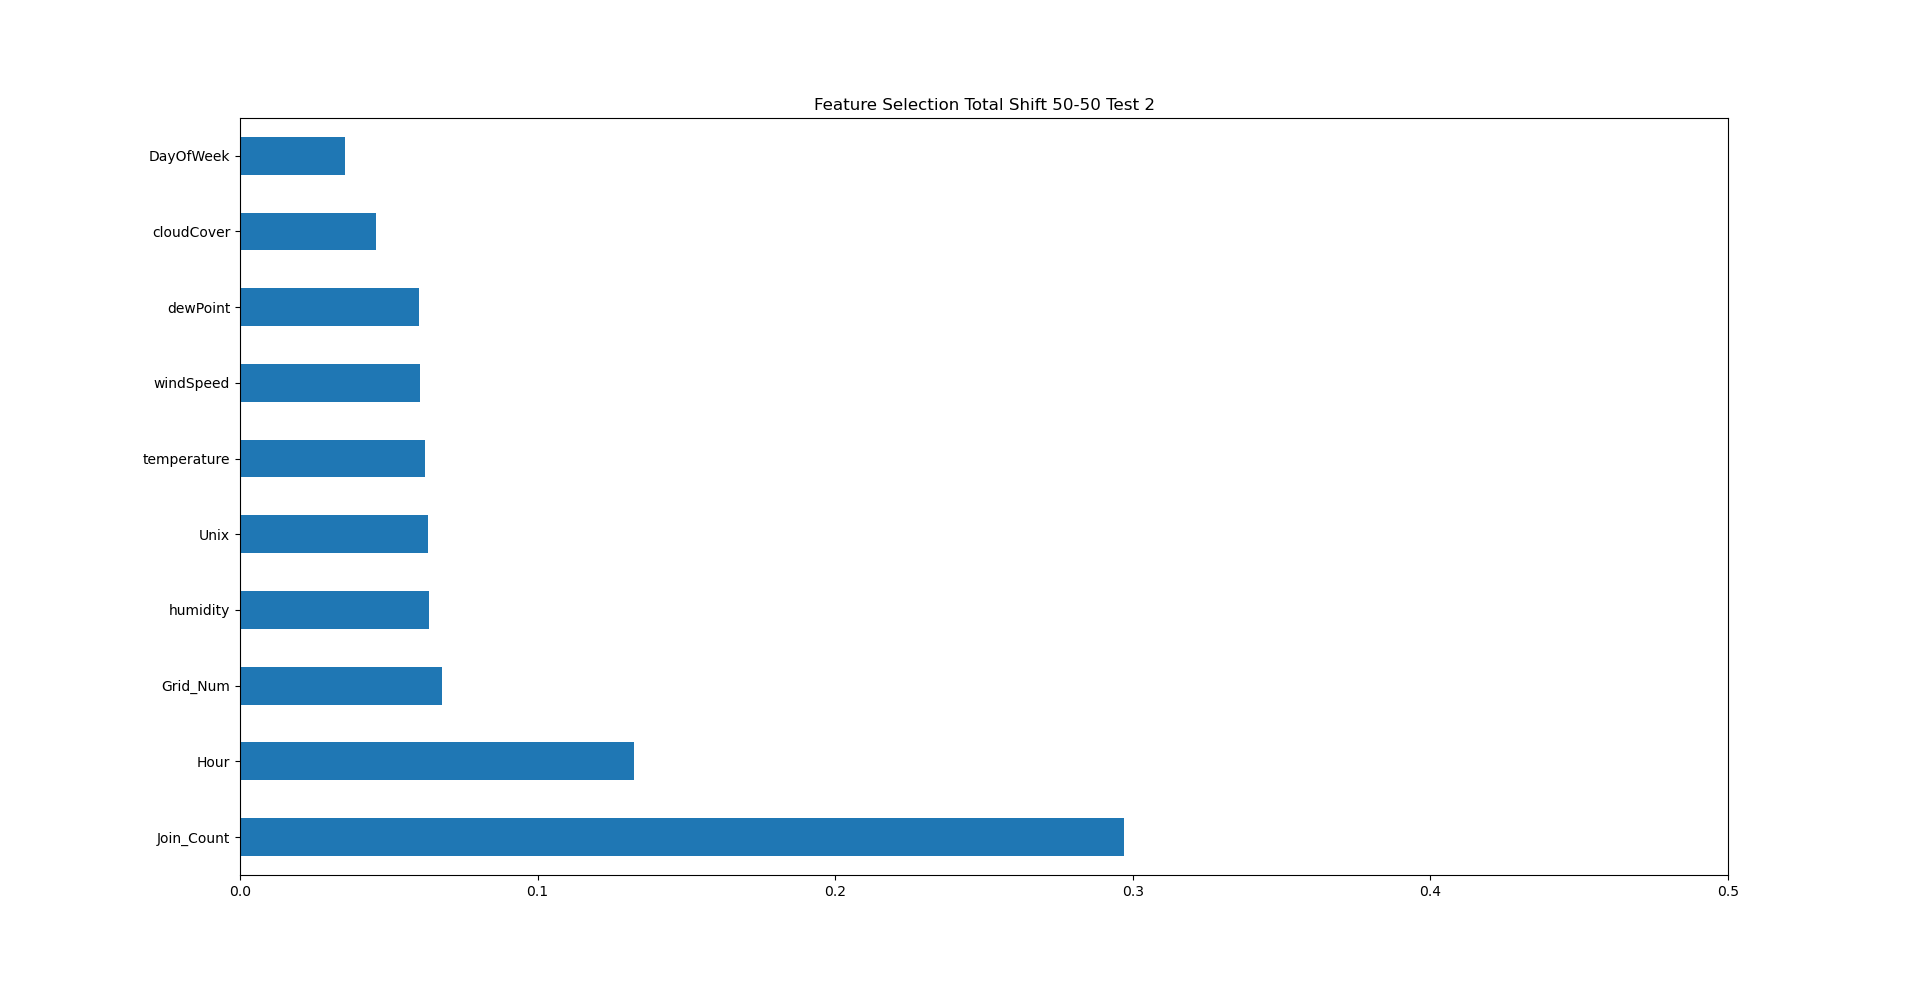 Feature Selection Total Shift 50-50 Test 2
DayOfWeek
cloudCover
dewPoint
windSpeed
temperature
Unix
humidity
Grid_Num
Hour
Join_Count
0.0 0.1 0.2 0.3 0.4 0.5